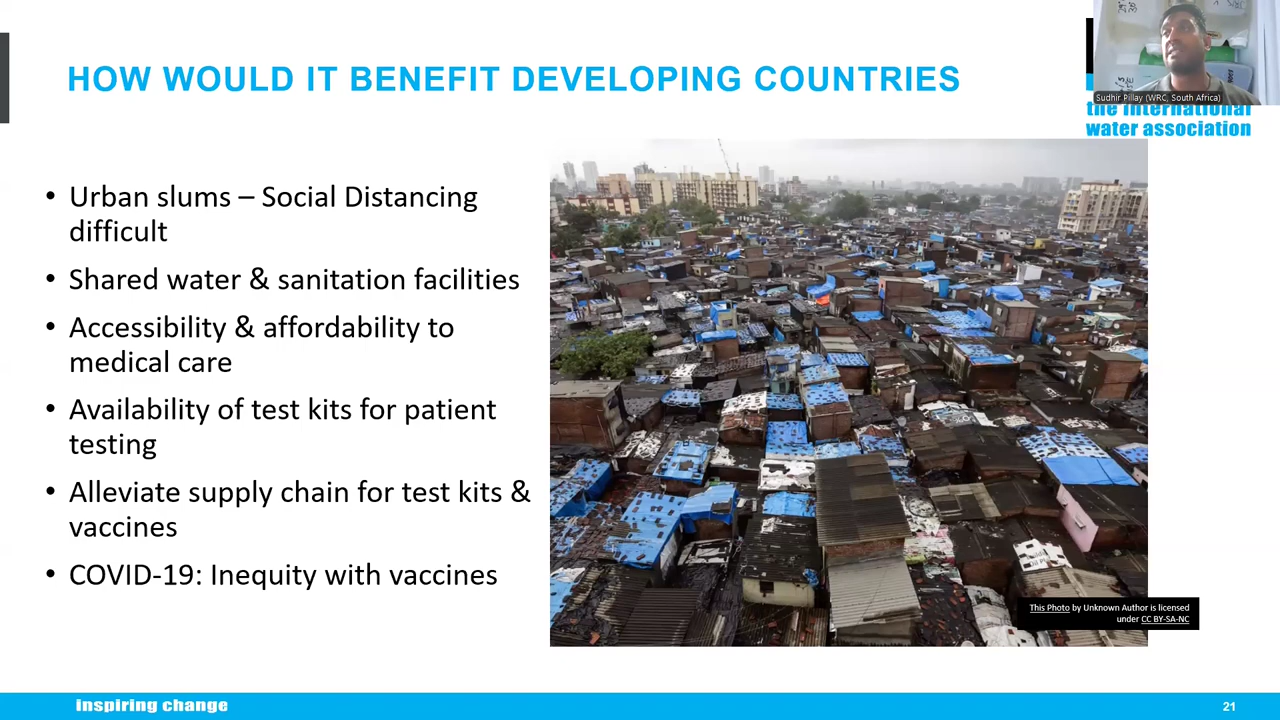 HOW WOULD IT BENEFIT DEVELOPING COUNTRIES
Sudhir Pillay (WRC, South Africa)
the international
water association
• Urban slums – Social Distancing
difficult
• Shared water & sanitation facilities
• Accessibility & affordability to
medical care
• Availability of test kits for patient
testing
• Alleviate supply chain for test kits &
vaccines
• COVID-19: Inequity with vaccines
This Photo by Unknown Author is licensed
under CC BY-SA-NC
inspiring change
21